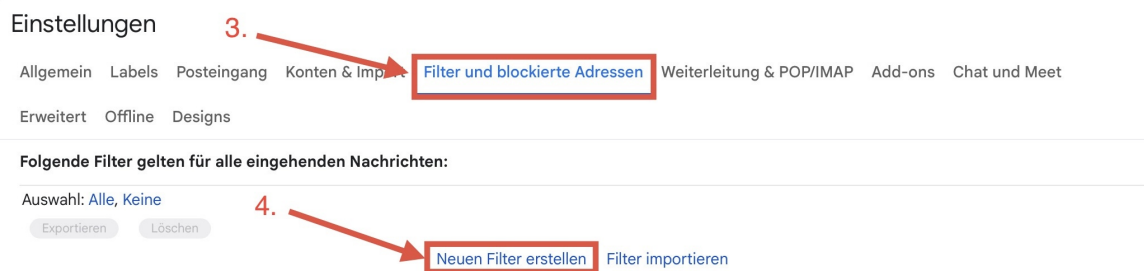 Einstellungen
3.
Allgemein Labels Posteingang Konten & Import Filter und blockierte Adressen Weiterleitung & POP/IMAP Add-ons Chat und Meet
Erweitert Offline Designs
Folgende Filter gelten für alle eingehenden Nachrichten:
Auswahl: Alle, Keine
4.
Exportieren Löschen
Neuen Filter erstellen Filter importieren